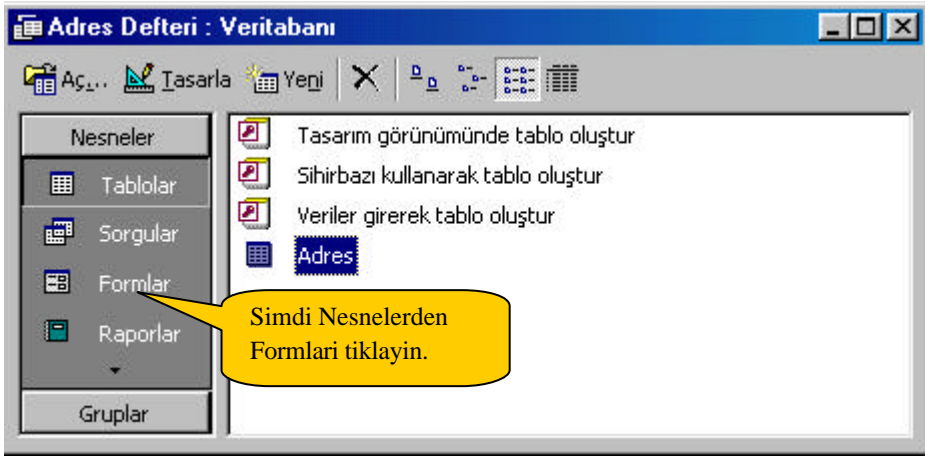 Adres Defteri : Veritabanı
Aç... Tasarla Yeni
Nesneler
Tablolar
Sorgular
Formlar
Raporlar
Gruplar
Tasarım görünümünde tablo oluştur
Sihirbazı kullanarak tablo oluştur
Veriler girerek tablo oluştur
Adres
Simdi Nesnelerden
Formlari tiklayin.